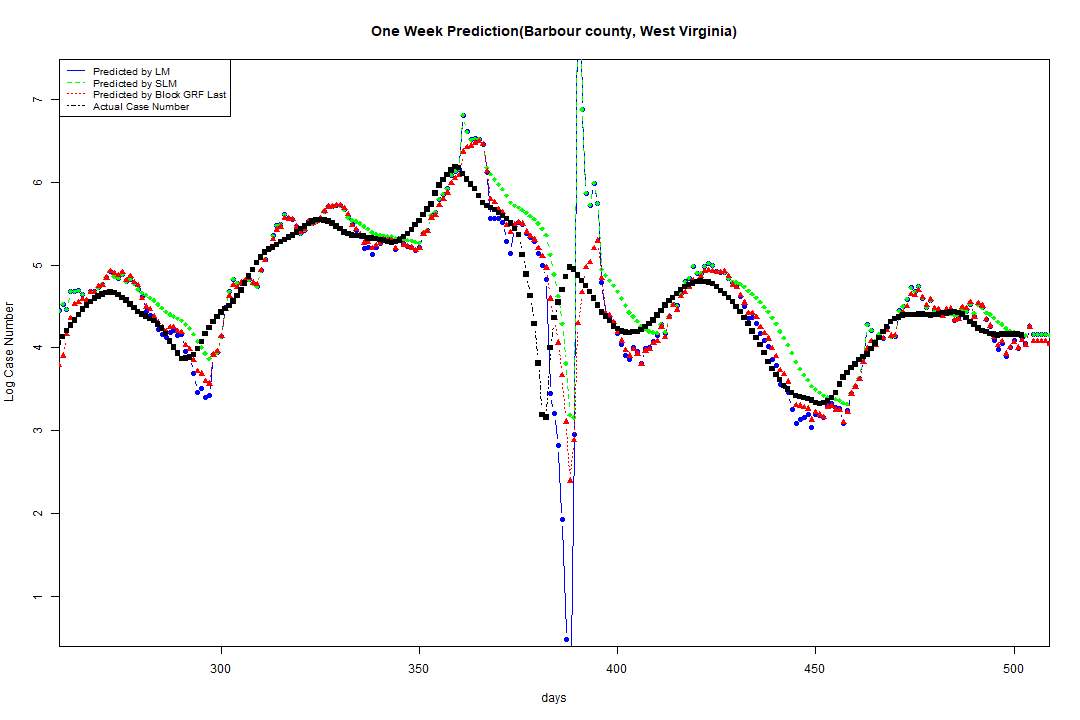 One Week Prediction(Barbour county, West Virginia)
Predicted by LM
Predicted by SLM
Predicted by Block GRF Last
Actual Case Number
7
6
5
4
3
2
1
Log Case Number
300 350 400 450 500
days